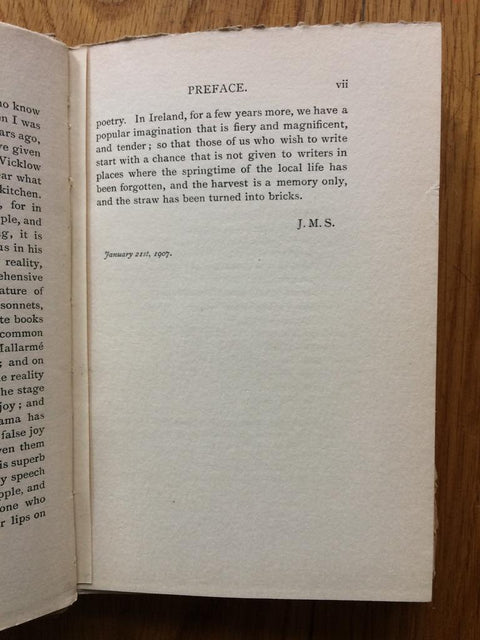 no know
n I was
ars ago,
ve given
Wicklow
ear what
kitchen.
, for in
ple, and
g, it is
us in his
reality,
ehensive
ature of
sonnets,
te books
common
Mallarmé
; and on
e reality
he stage
joy ; and
ama has
false joy
ven them
is superb
y speech
ople, and
one who
r lips on
PREFACE. vii
poetry. In Ireland, for a few years more, we have a
popular imagination that is fiery and magnificent,
and tender ; so that those of us who wish to write
start with a chance that is not given to writers in
places where the springtime of the local life has
been forgotten, and the harvest is a memory only,
and the straw has been turned into bricks.
J. M. S.
January 21st, 1907.